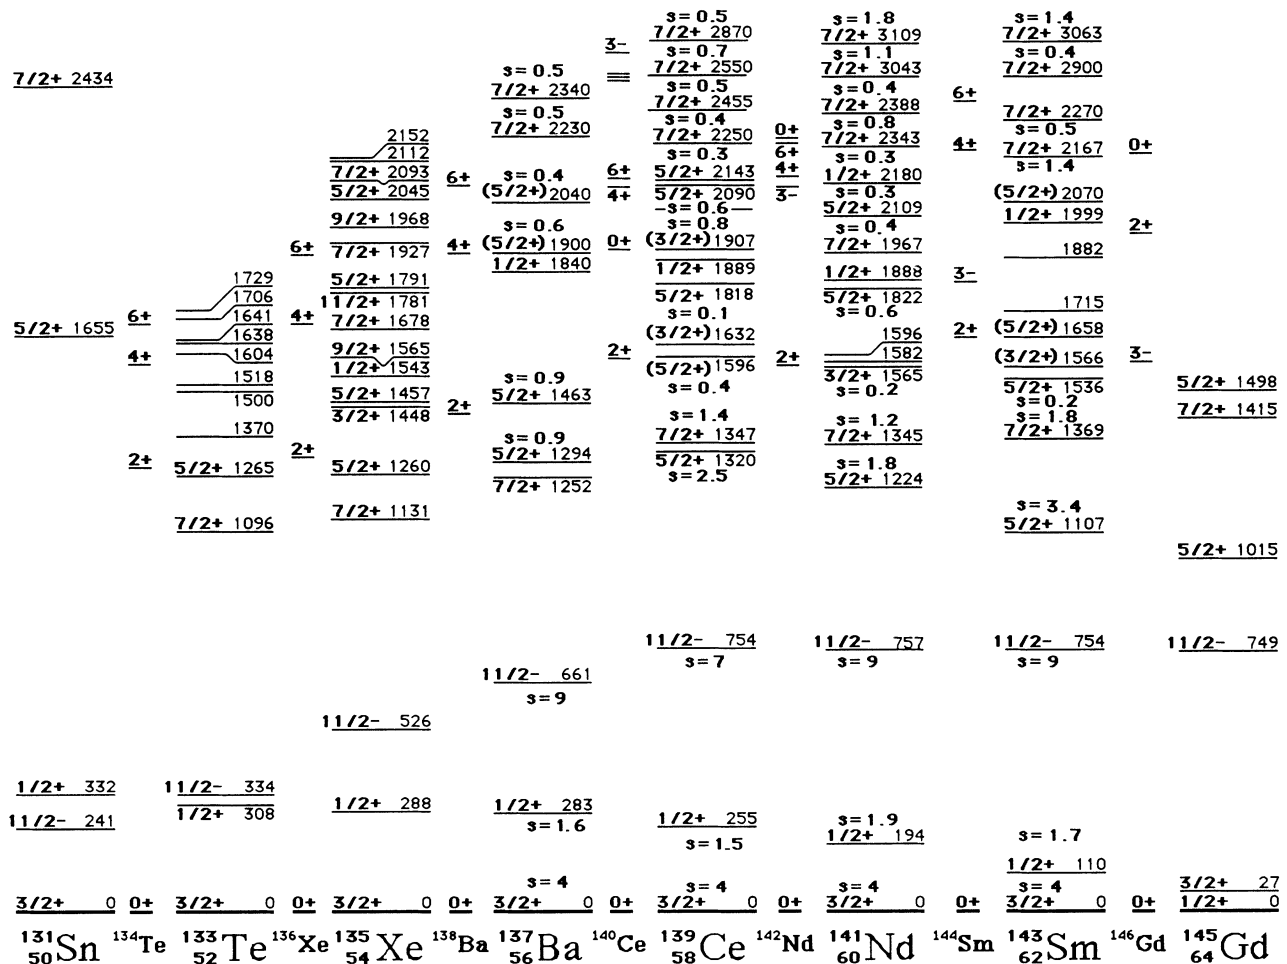 7/2+ 2434
5/2+ 1655
1/2+ 332
11/2- 241
3/2+ 0
131 50 Sn
6+
4+
2+
0+
134Te
1729
1706
1641
1638
1604
1518
1500
1370
5/2+ 1265
7/2+ 1096
11/2- 334
1/2+ 308
3/2+ 0
133 52 Te
6+
4+
2+
0+
136Xe
2152
2112
7/2+ 2093
5/2+ 2045
9/2+ 1968
7/2+ 1927
5/2+ 1791
11/2+ 1781
7/2+ 1678
9/2+ 1565
1/2+ 1543
5/2+ 1457
3/2+ 1448
5/2+ 1260
7/2+ 1131
11/2- 526
1/2+ 288
3/2+ 0
135 54 Xe
6+
4+
2+
0+
138Ba
s=0.5
7/2+ 2340
s=0.5
7/2+ 2230
s=0.4
(5/2+) 2040
s=0.6
(5/2+) 1900
1/2+ 1840
s=0.9
5/2+ 1463
s=0.9
5/2+ 1294
7/2+ 1252
11/2- 661
s=9
1/2+ 283
s=1.6
s=4
3/2+ 0
137 56 Ba
3-
6+
4+
0+
2+
0+
140Ce
s=0.5
7/2+ 2870
s=0.7
7/2+ 2550
s=0.5
7/2+ 2455
s=0.4
7/2+ 2250
s=0.3
5/2+ 2143
5/2+ 2090
s=0.6
s=0.8
(3/2+) 1907
1/2+ 1889
5/2+ 1818
s=0.1
(3/2+) 1632
(5/2+) 1596
s=0.4
s=1.4
7/2+ 1347
5/2+ 1320
s=2.5
11/2- 754
s=7
1/2+ 255
s=1.5
s=4
3/2+ 0
139 58 Ce
0+
6+
4+
3-
2+
0+
142Nd
s=1.8
7/2+ 3109
s=1.1
7/2+ 3043
s=0.4
7/2+ 2388
s=0.8
7/2+ 2343
s=0.3
1/2+ 2180
s=0.3
5/2+ 2109
s=0.4
7/2+ 1967
1/2+ 1888
5/2+ 1822
s=0.6
1596
1582
3/2+ 1565
s=0.2
s=1.2
7/2+ 1345
s=1.8
5/2+ 1224
11/2- 757
s=9
s=1.9
1/2+ 194
s=4
3/2+ 0
141 60 Nd
6+
4+
3-
2+
0+
144Sm
s=1.4
7/2+ 3063
s=0.4
7/2+ 2900
7/2+ 2270
s=0.5
7/2+ 2167
s=1.4
(5/2+) 2070
1/2+ 1999
1882
1715
(5/2+) 1658
(3/2+) 1566
5/2+ 1536
s=0.2
s=1.8
7/2+ 1369
s=3.4
5/2+ 1107
11/2- 754
s=9
s=1.7
1/2+ 110
s=4
3/2+ 0
143 62 Sm
0+
2+
3-
0+
146Gd
5/2+ 1498
7/2+ 1415
5/2+ 1015
11/2- 749
3/2+ 27
1/2+ 0
145 64 Gd